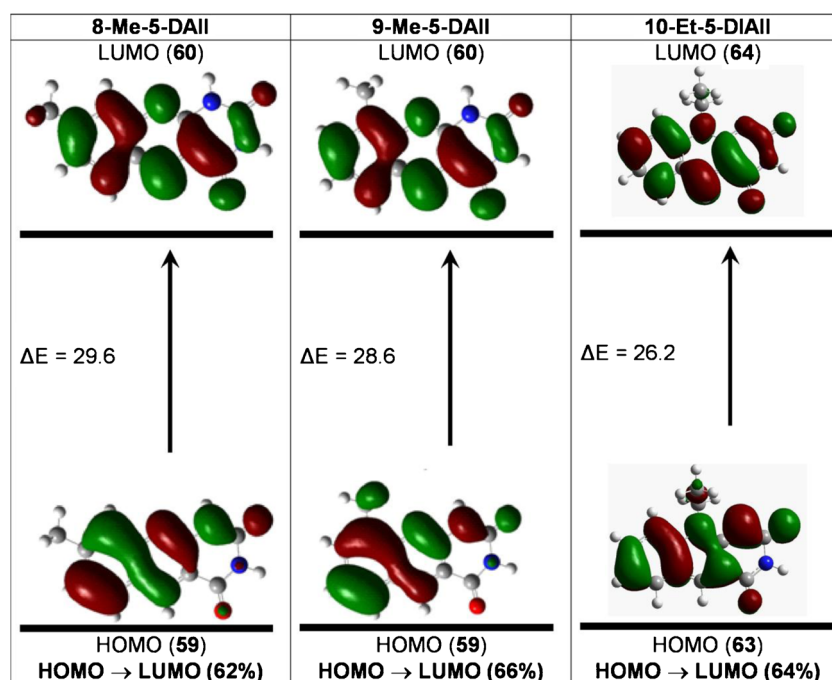 8-Me-5-DAII 9-Me-5-DAII 10-Et-5-DIAII
LUMO (60) LUMO (60) LUMO (64)
ΔE = 29.6 ΔE = 28.6 ΔE = 26.2
HOMO (59) HOMO (59) HOMO (63)
HOMO → LUMO (62%) HOMO → LUMO (66%) HOMO → LUMO (64%)